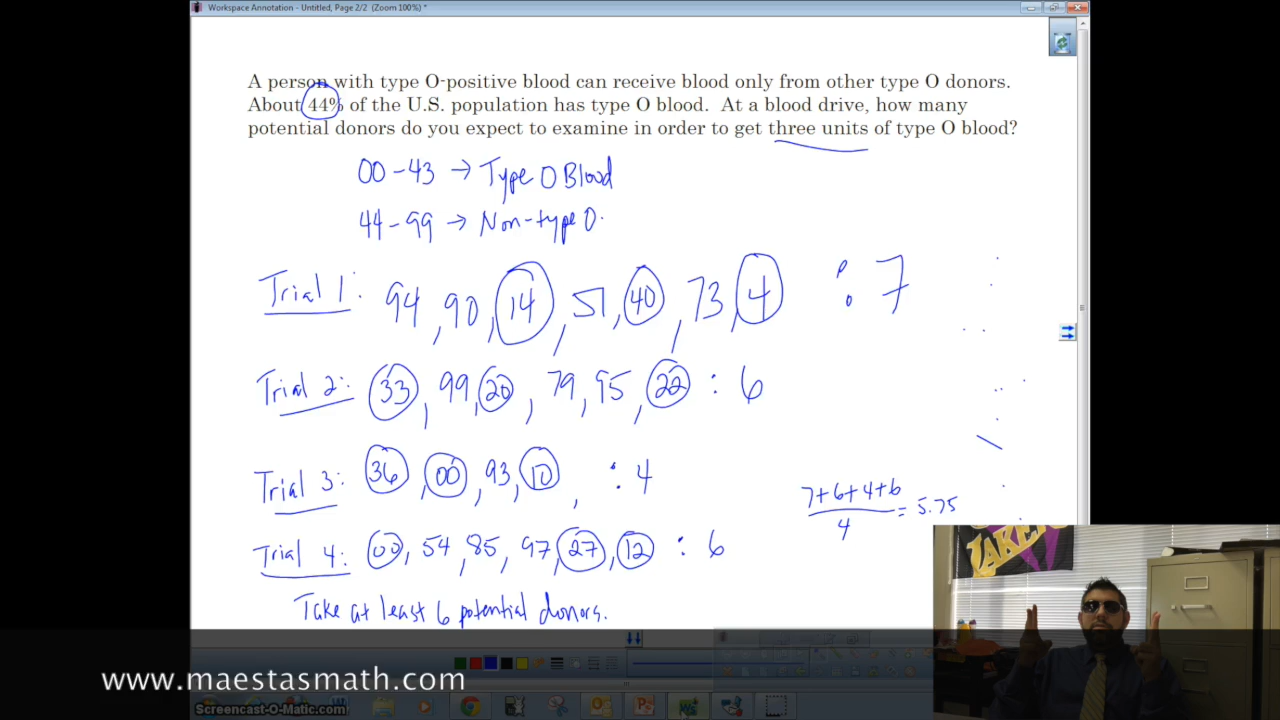 Workspace Annotation - Untitled, Page 2/2 (Zoom 100%) *
A person with type O-positive blood can receive blood only from other type O donors.
About 44% of the U.S. population has type O blood. At a blood drive, how many
potential donors do you expect to examine in order to get three units of type O blood?
00-43 → Type O Blood
44-99 → Non-type O.
Trial 1: 94, 90, 14, 51, 40, 73, 4 : 7
Trial 2: 33, 99, 20, 79, 95, 22 : 6
Trial 3: 36, 00, 93, 10, : 4
7+6+4+6
4
= 5.75
Trial 4: 00, 54, 85, 97, 27, 12 : 6
LAKERS
Take at least 6 potential donors.
www.maestasmath.com
Screencast-O-Matic.com